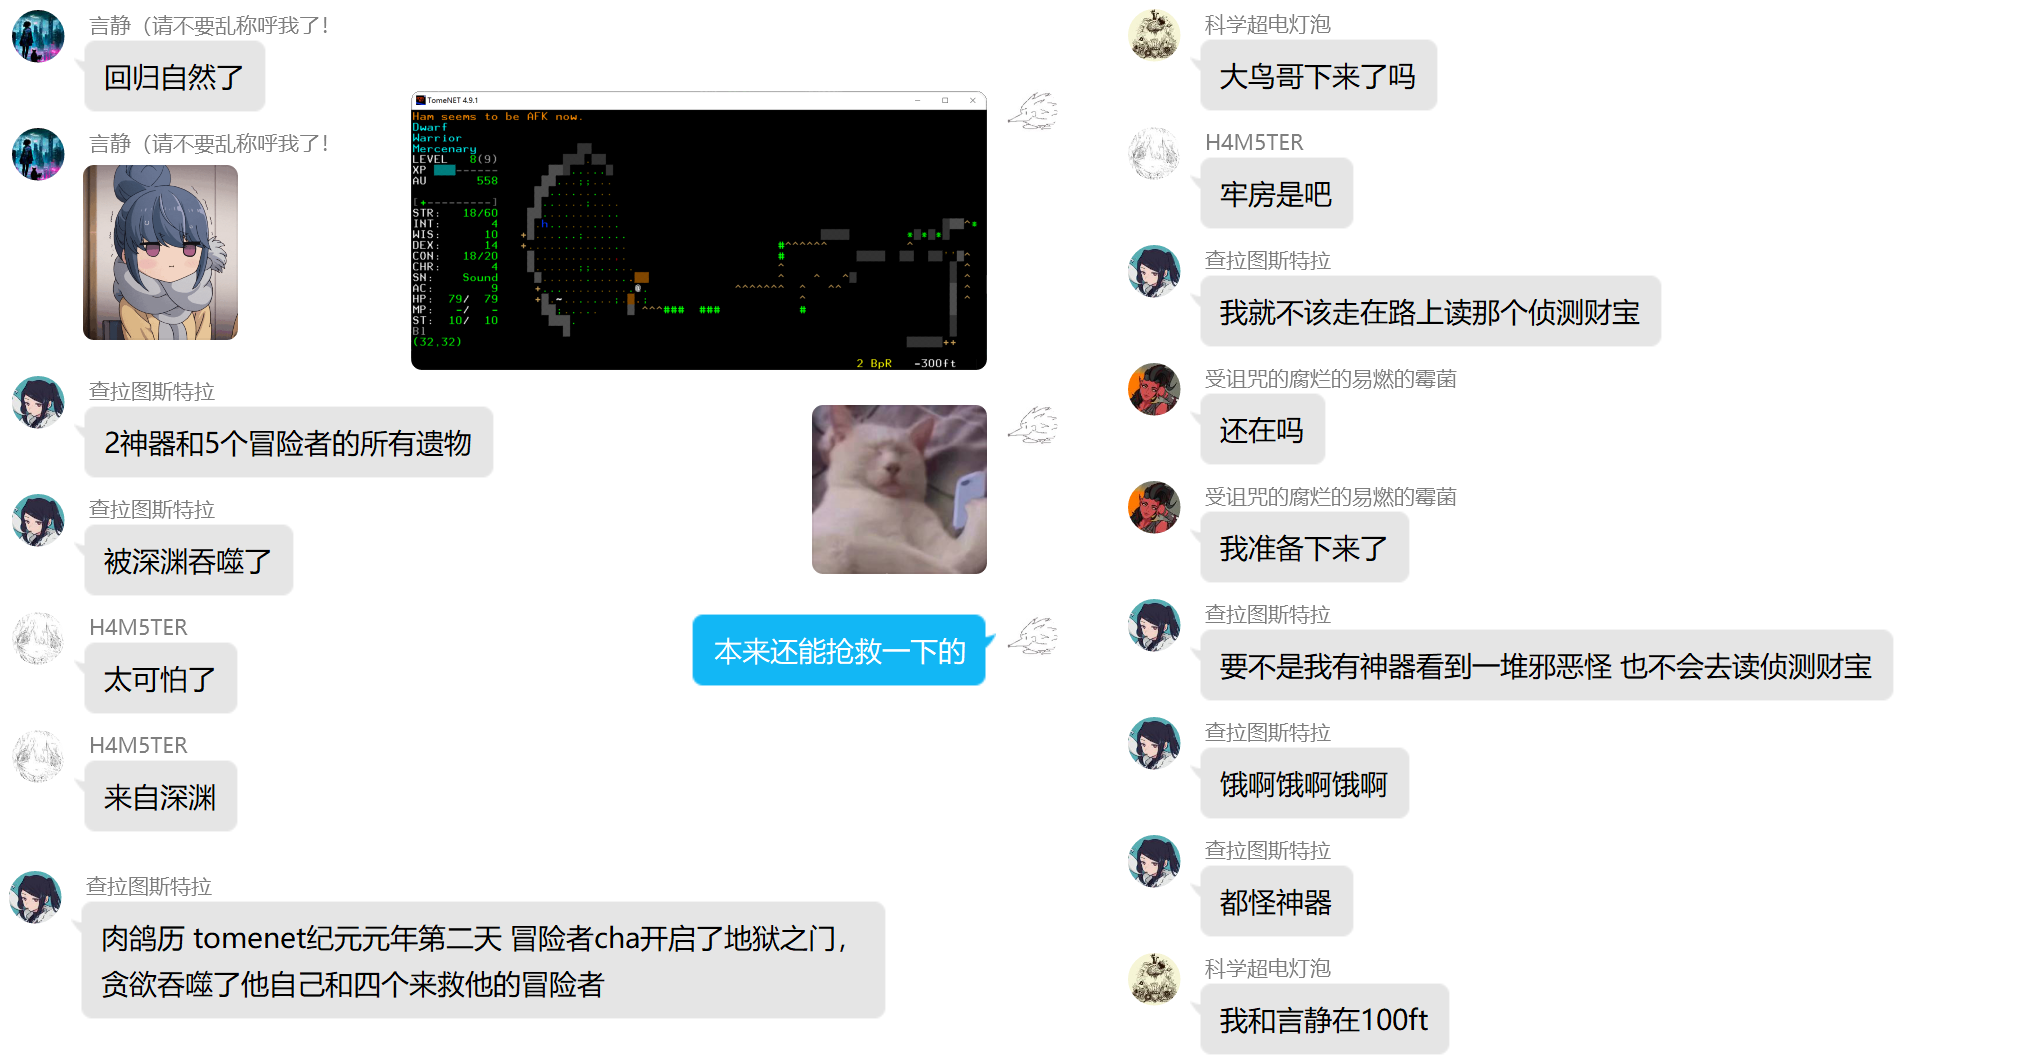 言静（请不要乱称呼我了！
回归自然了
言静（请不要乱称呼我了！
TomeNET 4.9.1
Ham seems to be AFK now.
Dwarf
Warrior
Mercenary
LEVEL 8(9)
XP
AU 558
STR: 18/60
INT: 4
WIS: 10
DEX: 14
CON: 18/20
CHR: 4
SN: Sound
AC: 9
HP: 79/ 79
MP: -/ -
ST: 10/ 10
B1
(32,32)
2 BpR -300ft
查拉图斯特拉
2神器和5个冒险者的所有遗物
查拉图斯特拉
被深渊吞噬了
H4M5TER
太可怕了
本来还能抢救一下的
H4M5TER
来自深渊
查拉图斯特拉
肉鸽历 tomenet纪元元年第二天 冒险者cha开启了地狱之门，
贪欲吞噬了他自己和四个来救他的冒险者
科学超电灯泡
大鸟哥下来了吗
H4M5TER
牢房是吧
查拉图斯特拉
我就不该走在路上读那个侦测财宝
受诅咒的腐烂的易燃的霉菌
还在吗
受诅咒的腐烂的易燃的霉菌
我准备下来了
查拉图斯特拉
要不是我有神器看到一堆邪恶怪 也不会去读侦测财宝
查拉图斯特拉
饿啊饿啊饿啊
查拉图斯特拉
都怪神器
科学超电灯泡
我和言静在100ft